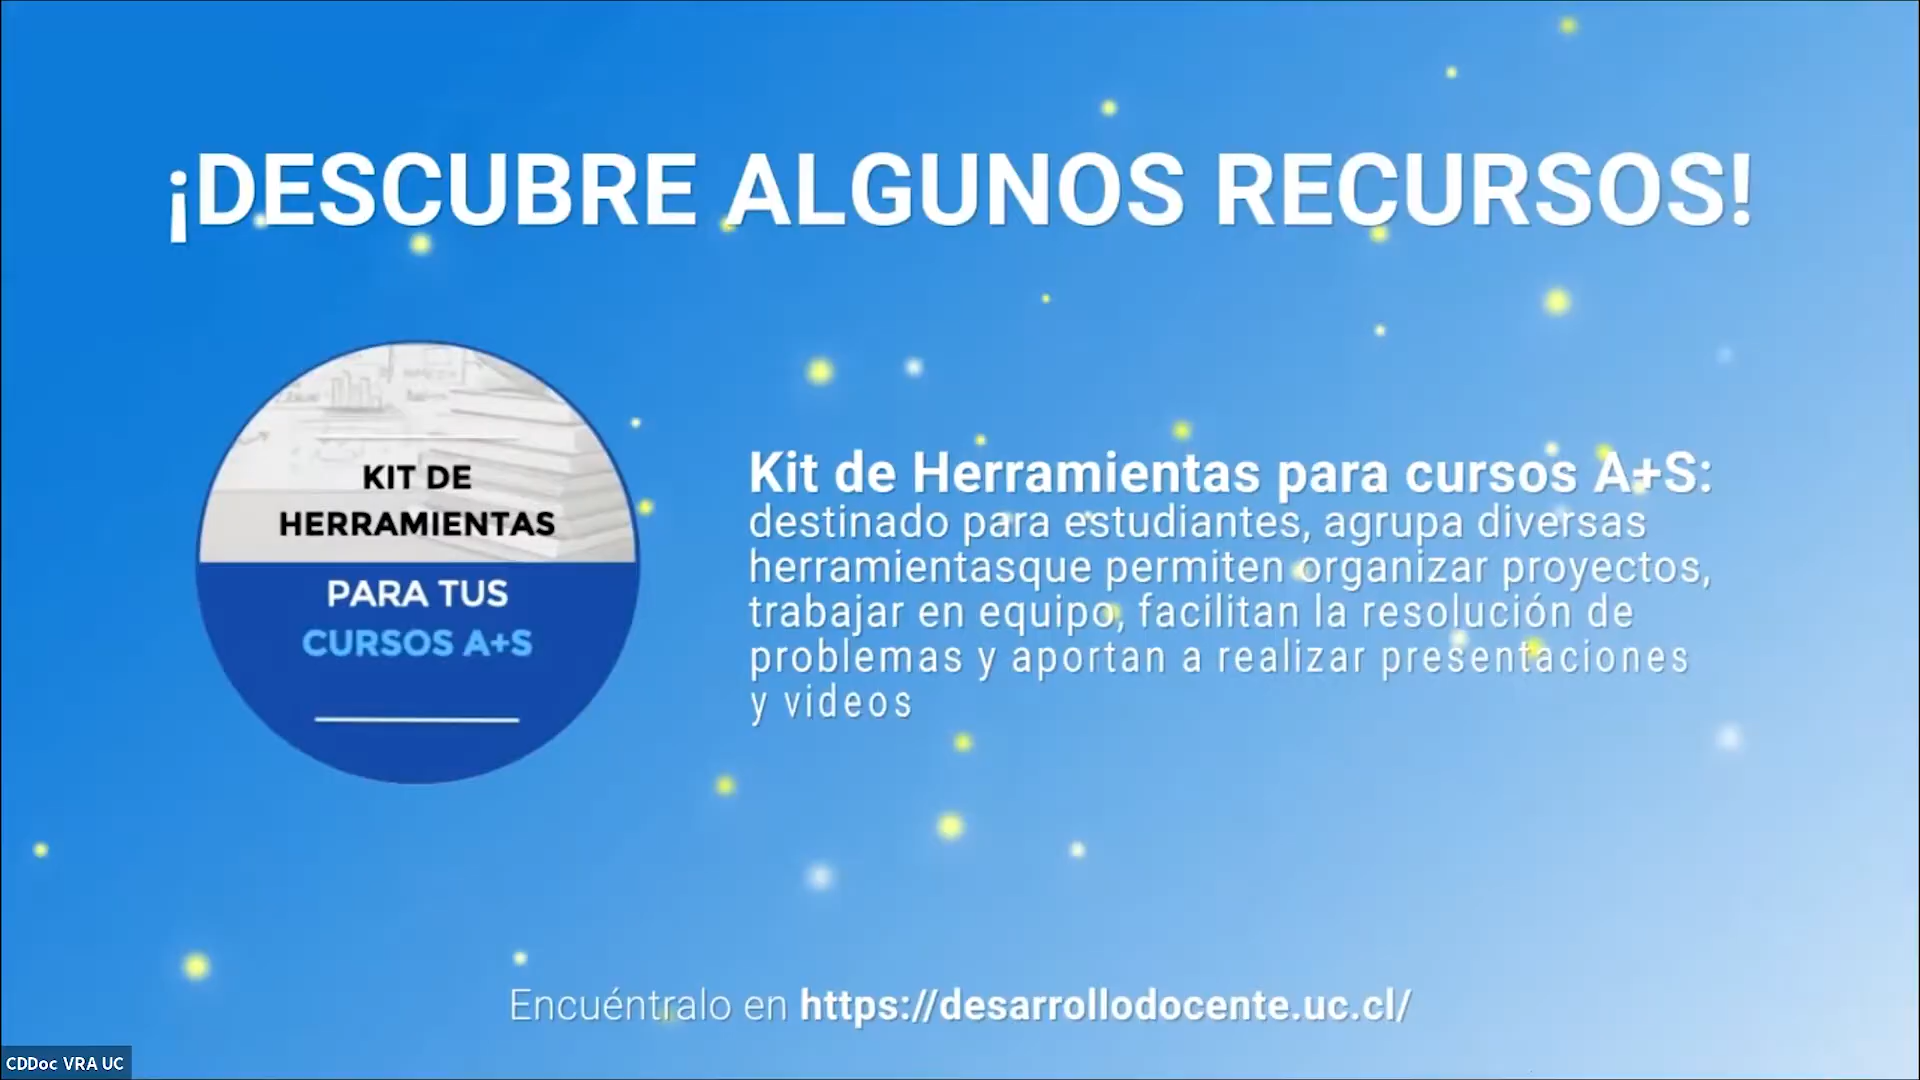 ¡DESCUBRE ALGUNOS RECURSOS!
KIT DE
HERRAMIENTAS
PARA TUS
CURSOS A+S
Kit de Herramientas para cursos A+S:
destinado para estudiantes, agrupa diversas
herramientasque permiten organizar proyectos,
trabajar en equipo, facilitan la resolución de
problemas y aportan a realizar presentaciones
y videos
Encuéntralo en https://desarrollodocente.uc.cl/
CDDoc VRA UC